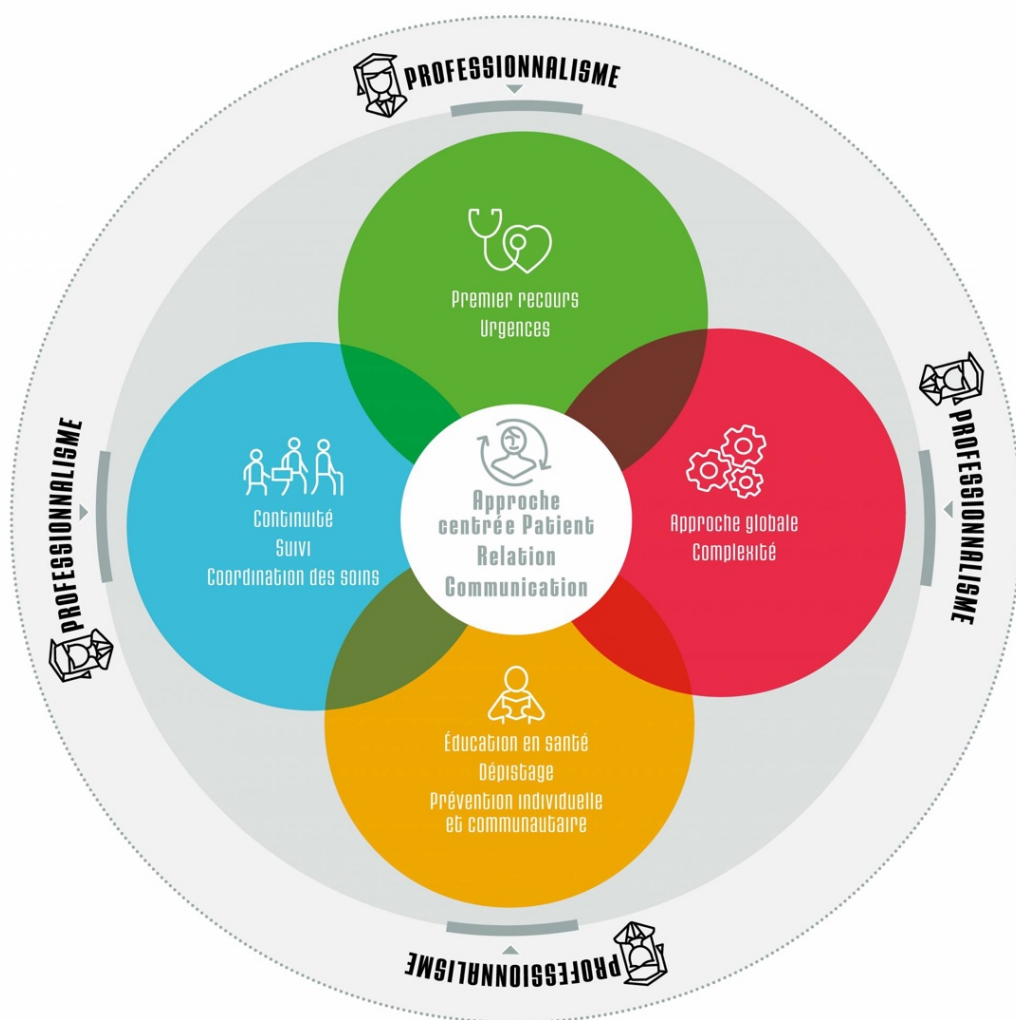 PROFESSIONNALISME
Premier recours
Urgences
PROFESSIONNALISME
Continuité
Suivi
Coordination des soins
Approche
centrée Patient
Relation
Communication
Approche globale
Complexité
PROFESSIONNALISME
Éducation en santé
Dépistage
Prévention individuelle
et communautaire
PROFESSIONNALISME